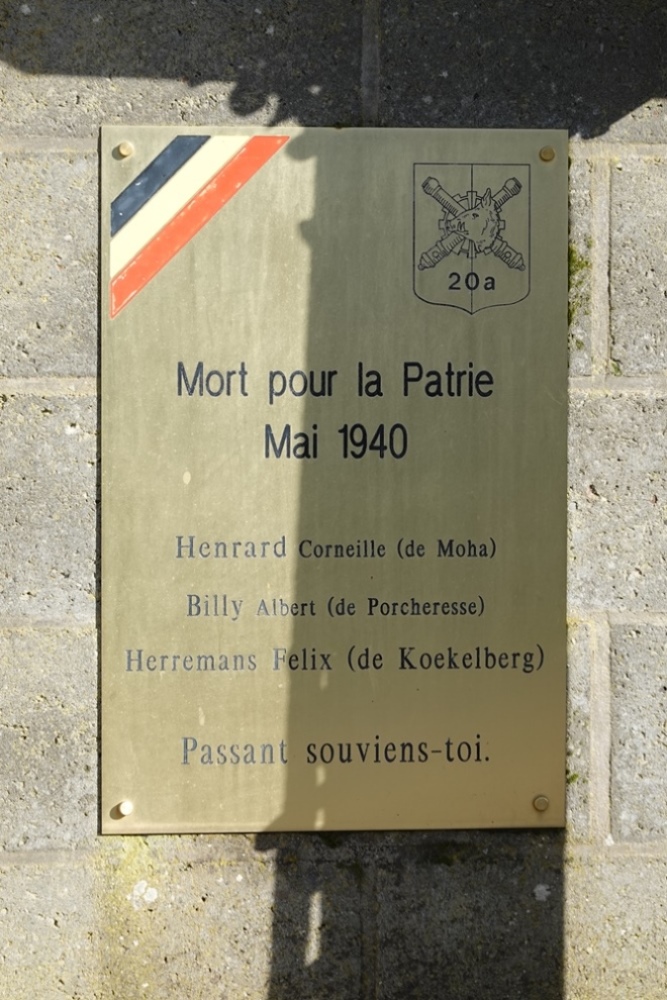 20a
Mort pour la Patrie
Mai 1940
Henrard Corneille (de Moha)
Billy Albert (de Porcheresse)
Herremans Felix (de Koekelberg)
Passant souviens-toi.